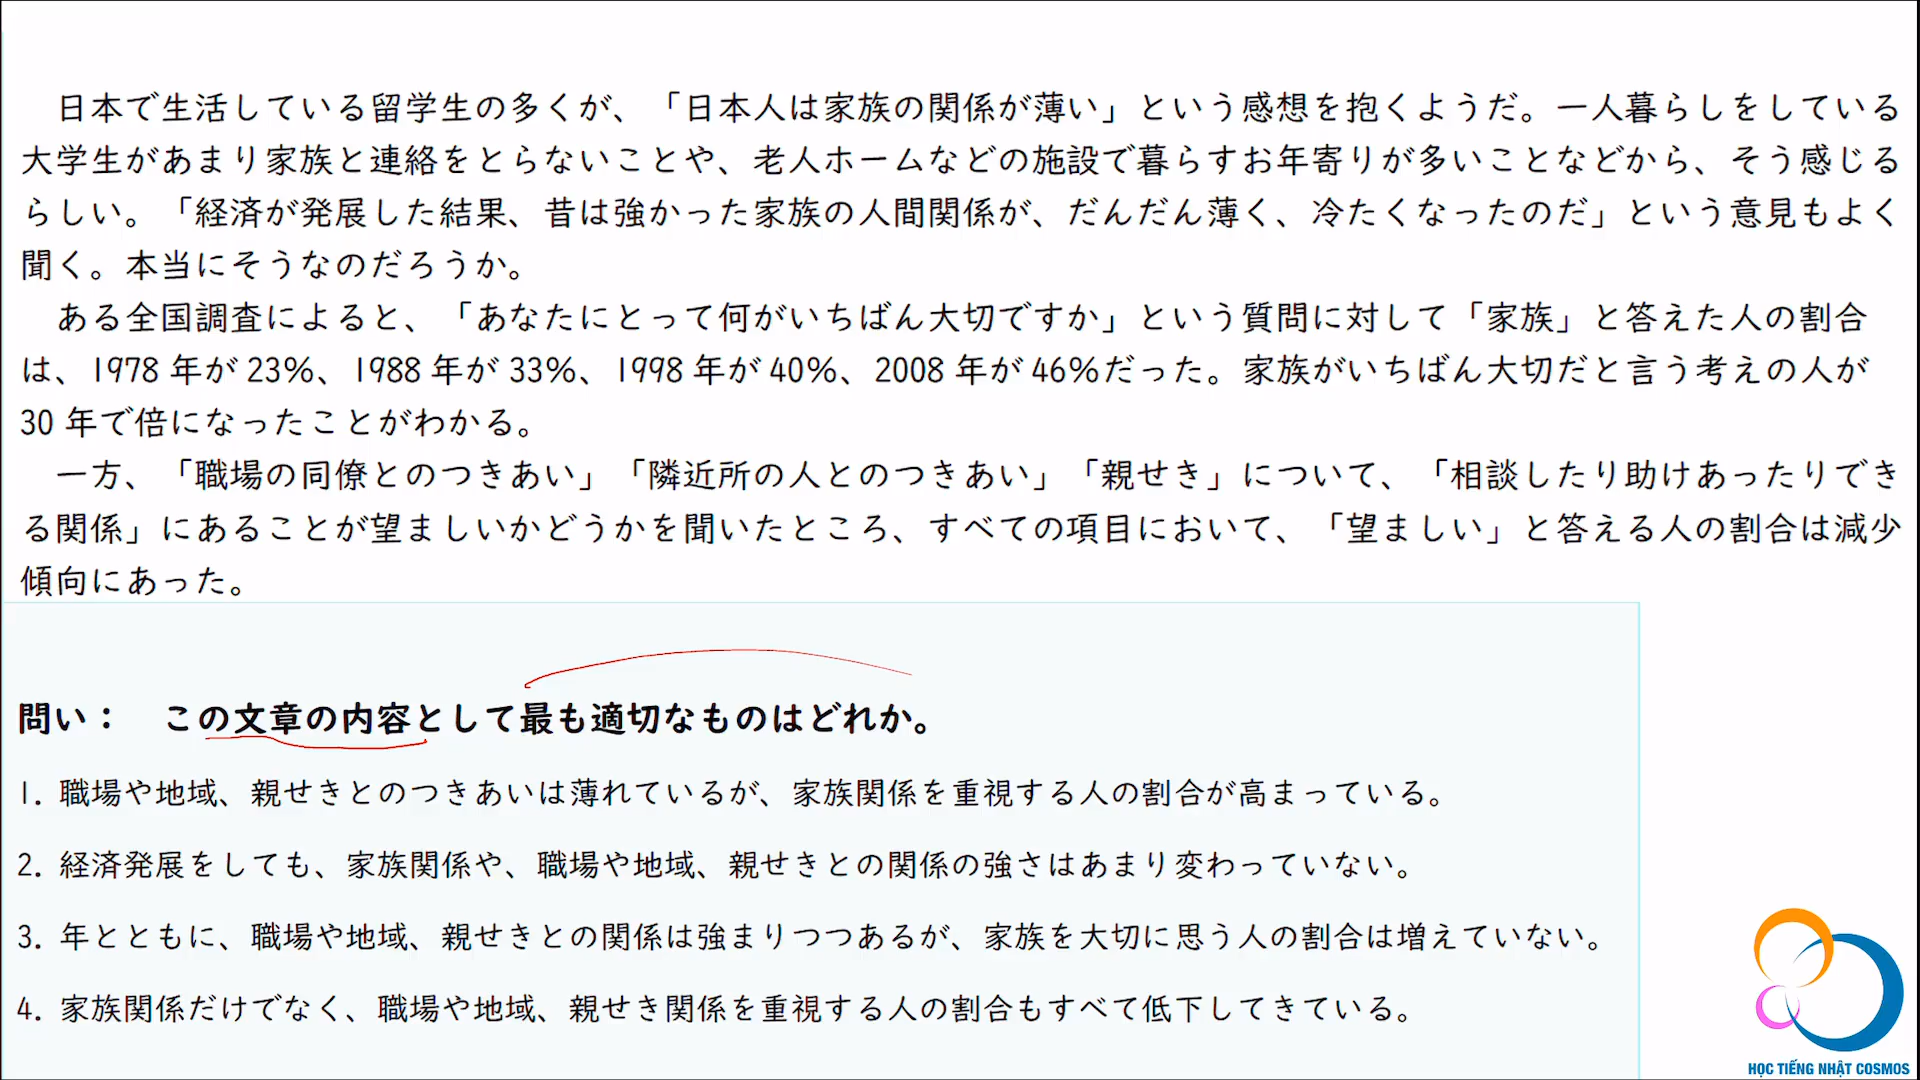 日本で生活している留学生の多くが、「日本人は家族の関係が薄い」という感想を抱くようだ。一人暮らしをしている
大学生があまり家族と連絡をとらないことや、老人ホームなどの施設で暮らすお年寄りが多いことなどから、そう感じる
らしい。「経済が発展した結果、昔は強かった家族の人間関係が、だんだん薄く、冷たくなったのだ」という意見もよく
聞く。本当にそうなのだろうか。
ある全国調査によると、「あなたにとって何がいちばん大切ですか」という質問に対して「家族」と答えた人の割合
は、1978 年が 23%、1988 年が 33%、1998 年が 40%、2008 年が 46%だった。家族がいちばん大切だと言う考えの人が
30 年で倍になったことがわかる。
一方、「職場の同僚とのつきあい」「隣近所の人とのつきあい」「親せき」について、「相談したり助けあったりでき
る関係」にあることが望ましいかどうかを聞いたところ、すべての項目において、「望ましい」と答える人の割合は減少
傾向にあった。
問い： この文章の内容として最も適切なものはどれか。
1. 職場や地域、親せきとのつきあいは薄れているが、家族関係を重視する人の割合が高まっている。
2. 経済発展をしても、家族関係や、職場や地域、親せきとの関係の強さはあまり変わっていない。
3. 年とともに、職場や地域、親せきとの関係は強まりつつあるが、家族を大切に思う人の割合は増えていない。
4. 家族関係だけでなく、職場や地域、親せき関係を重視する人の割合もすべて低下してきている。
HỌC TIẾNG NHẬT COSMOS